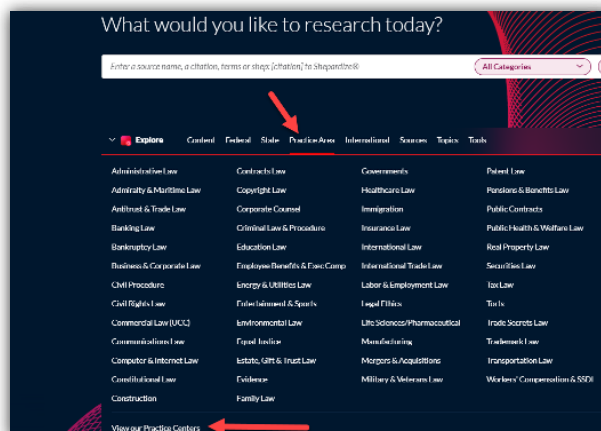 What would you like to research today?
Enter a source name, a citation, terms or shep: [citation] to Shepardize®
All Categories
Explore Content Federal State Practice Area International Sources Topics Tools
Administrative Law Contracts Law Governments Patent Law
Admiralty & Maritime Law Copyright Law Healthcare Law Pensions & Benefits Law
Antitrust & Trade Law Corporate Counsel Immigration Public Contracts
Banking Law Criminal Law & Procedure Insurance Law Public Health & Welfare Law
Bankruptcy Law Education Law International Law Real Property Law
Business & Corporate Law Employee Benefits & Exec Comp International Trade Law Securities Law
Civil Procedure Energy & Utilities Law Labor & Employment Law Tax Law
Civil Rights Law Entertainment & Sports Legal Ethics Torts
Commercial Law (UCC) Environmental Law Life Sciences/Pharmaceutical Trade Secrets Law
Communications Law Equal Justice Manufacturing Trademark Law
Computer & Internet Law Estate, Gift & Trust Law Mergers & Acquisitions Transportation Law
Constitutional Law Evidence Military & Veterans Law Workers' Compensation & SSDI
Construction Family Law
View our Practice Centers